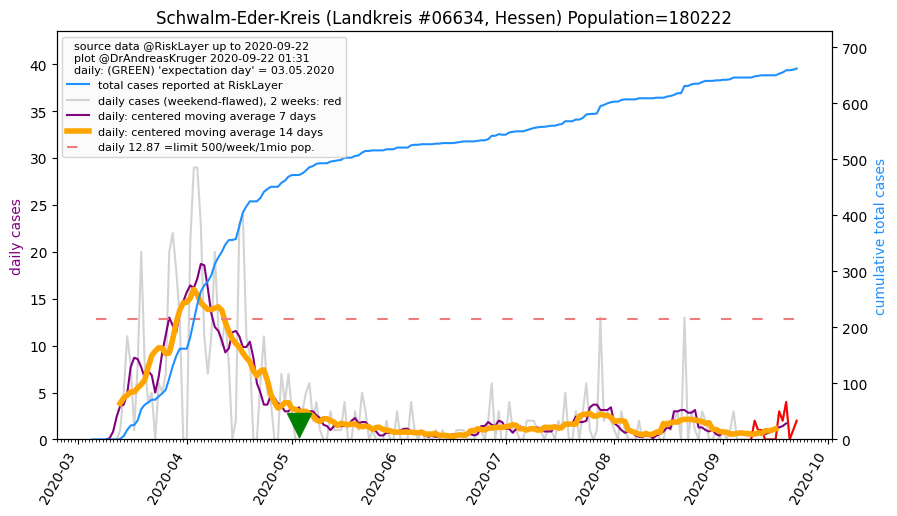 Schwalm-Eder-Kreis (Landkreis #06634, Hessen) Population=180222
source data @RiskLayer up to 2020-09-22
plot @DrAndreasKruger 2020-09-22 01:31
daily: (GREEN) 'expectation day' = 03.05.2020
total cases reported at RiskLayer
daily cases (weekend-flawed), 2 weeks: red
daily: centered moving average 7 days
daily: centered moving average 14 days
daily 12.87 =limit 500/week/1mio pop.
daily cases
40
35
30
25
20
15
10
5
0
cumulative total cases
700
600
500
400
300
200
100
0
2020-03
2020-04
2020-05
2020-06
2020-07
2020-08
2020-09
2020-10